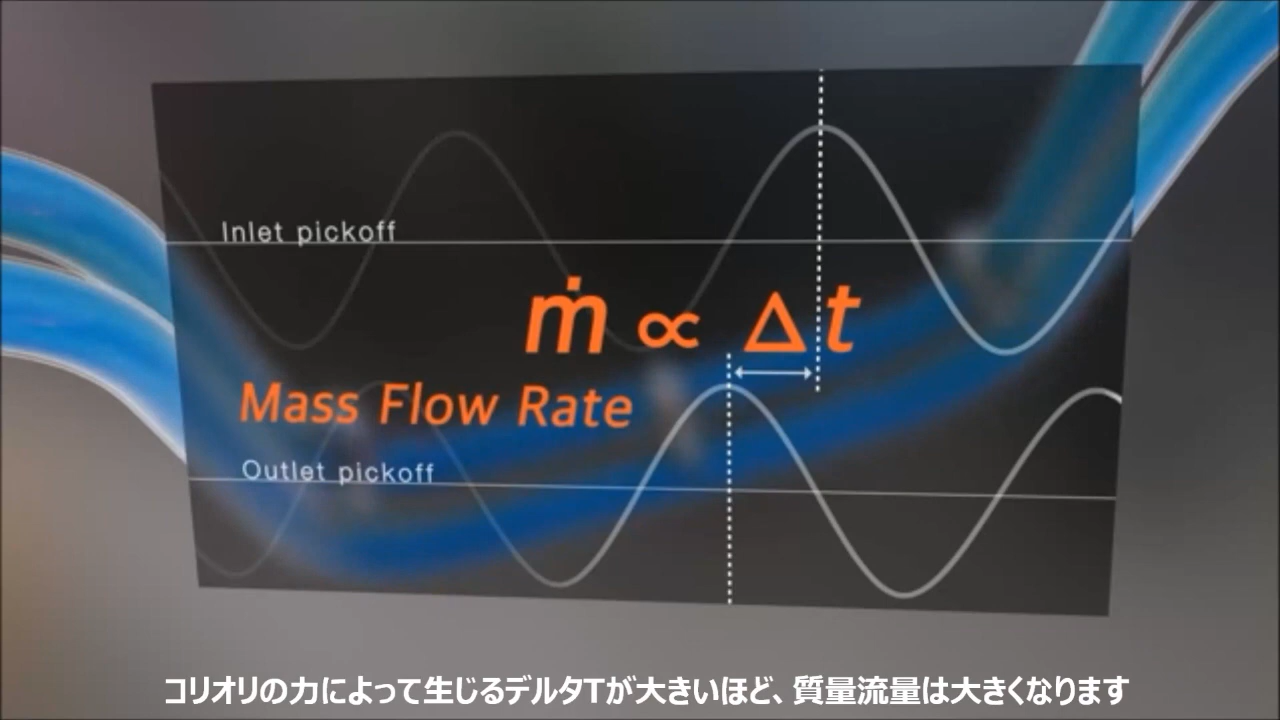 Inlet pickoff
ṁ ∝ Δt
Mass Flow Rate
Outlet pickoff
コリオリの力によって生じるデルタTが大きいほど、質量流量は大きくなります